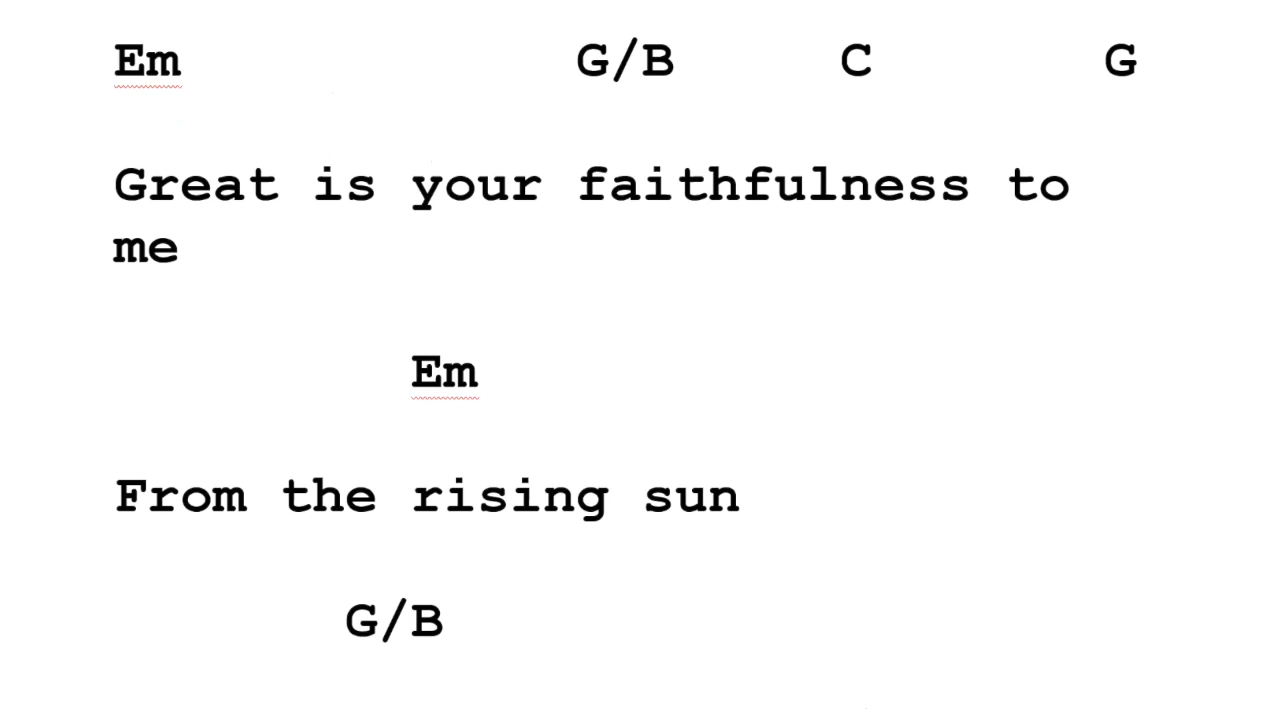 Em G/B C G
Great is your faithfulness to
me
Em
From the rising sun
G/B